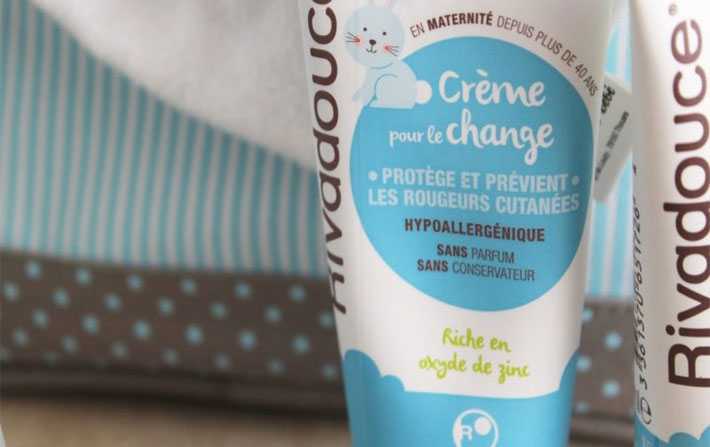 Rivadouce
EN MATERNITÉ DEPUIS PLUS DE 40 ANS
Crème
pour le change
• PROTÈGE ET PRÉVIENT •
LES ROUGEURS CUTANÉES
HYPOALLERGÉNIQUE
SANS PARFUM
SANS CONSERVATEUR
Riche en
oxyde de zinc
R
Rivadouce®